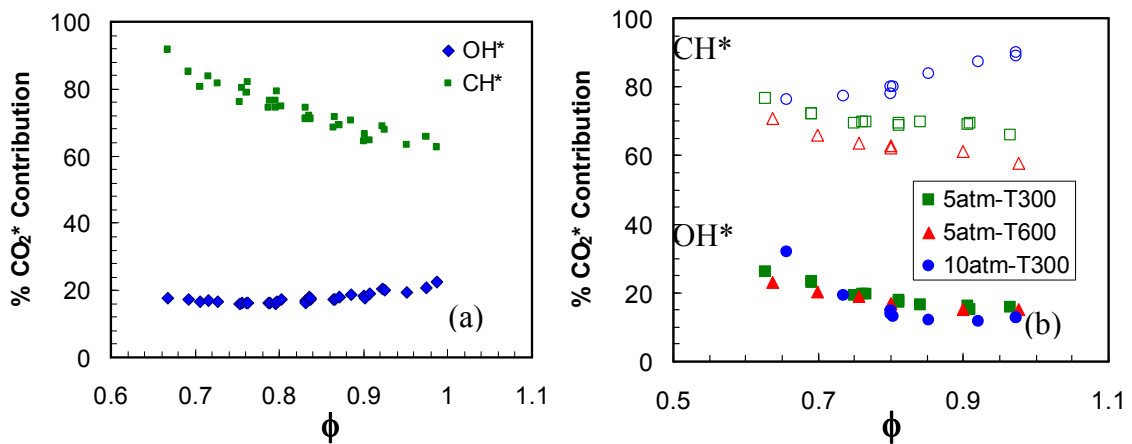 % CO₂* Contribution
100
80
60
40
20
0
OH*
CH*
(a)
0.6
0.7
0.8
0.9
1
1.1
ϕ
% CO₂* Contribution
100
80
60
40
20
0
CH*
OH*
5atm-T300
5atm-T600
10atm-T300
(b)
0.5
0.7
0.9
1.1
ϕ